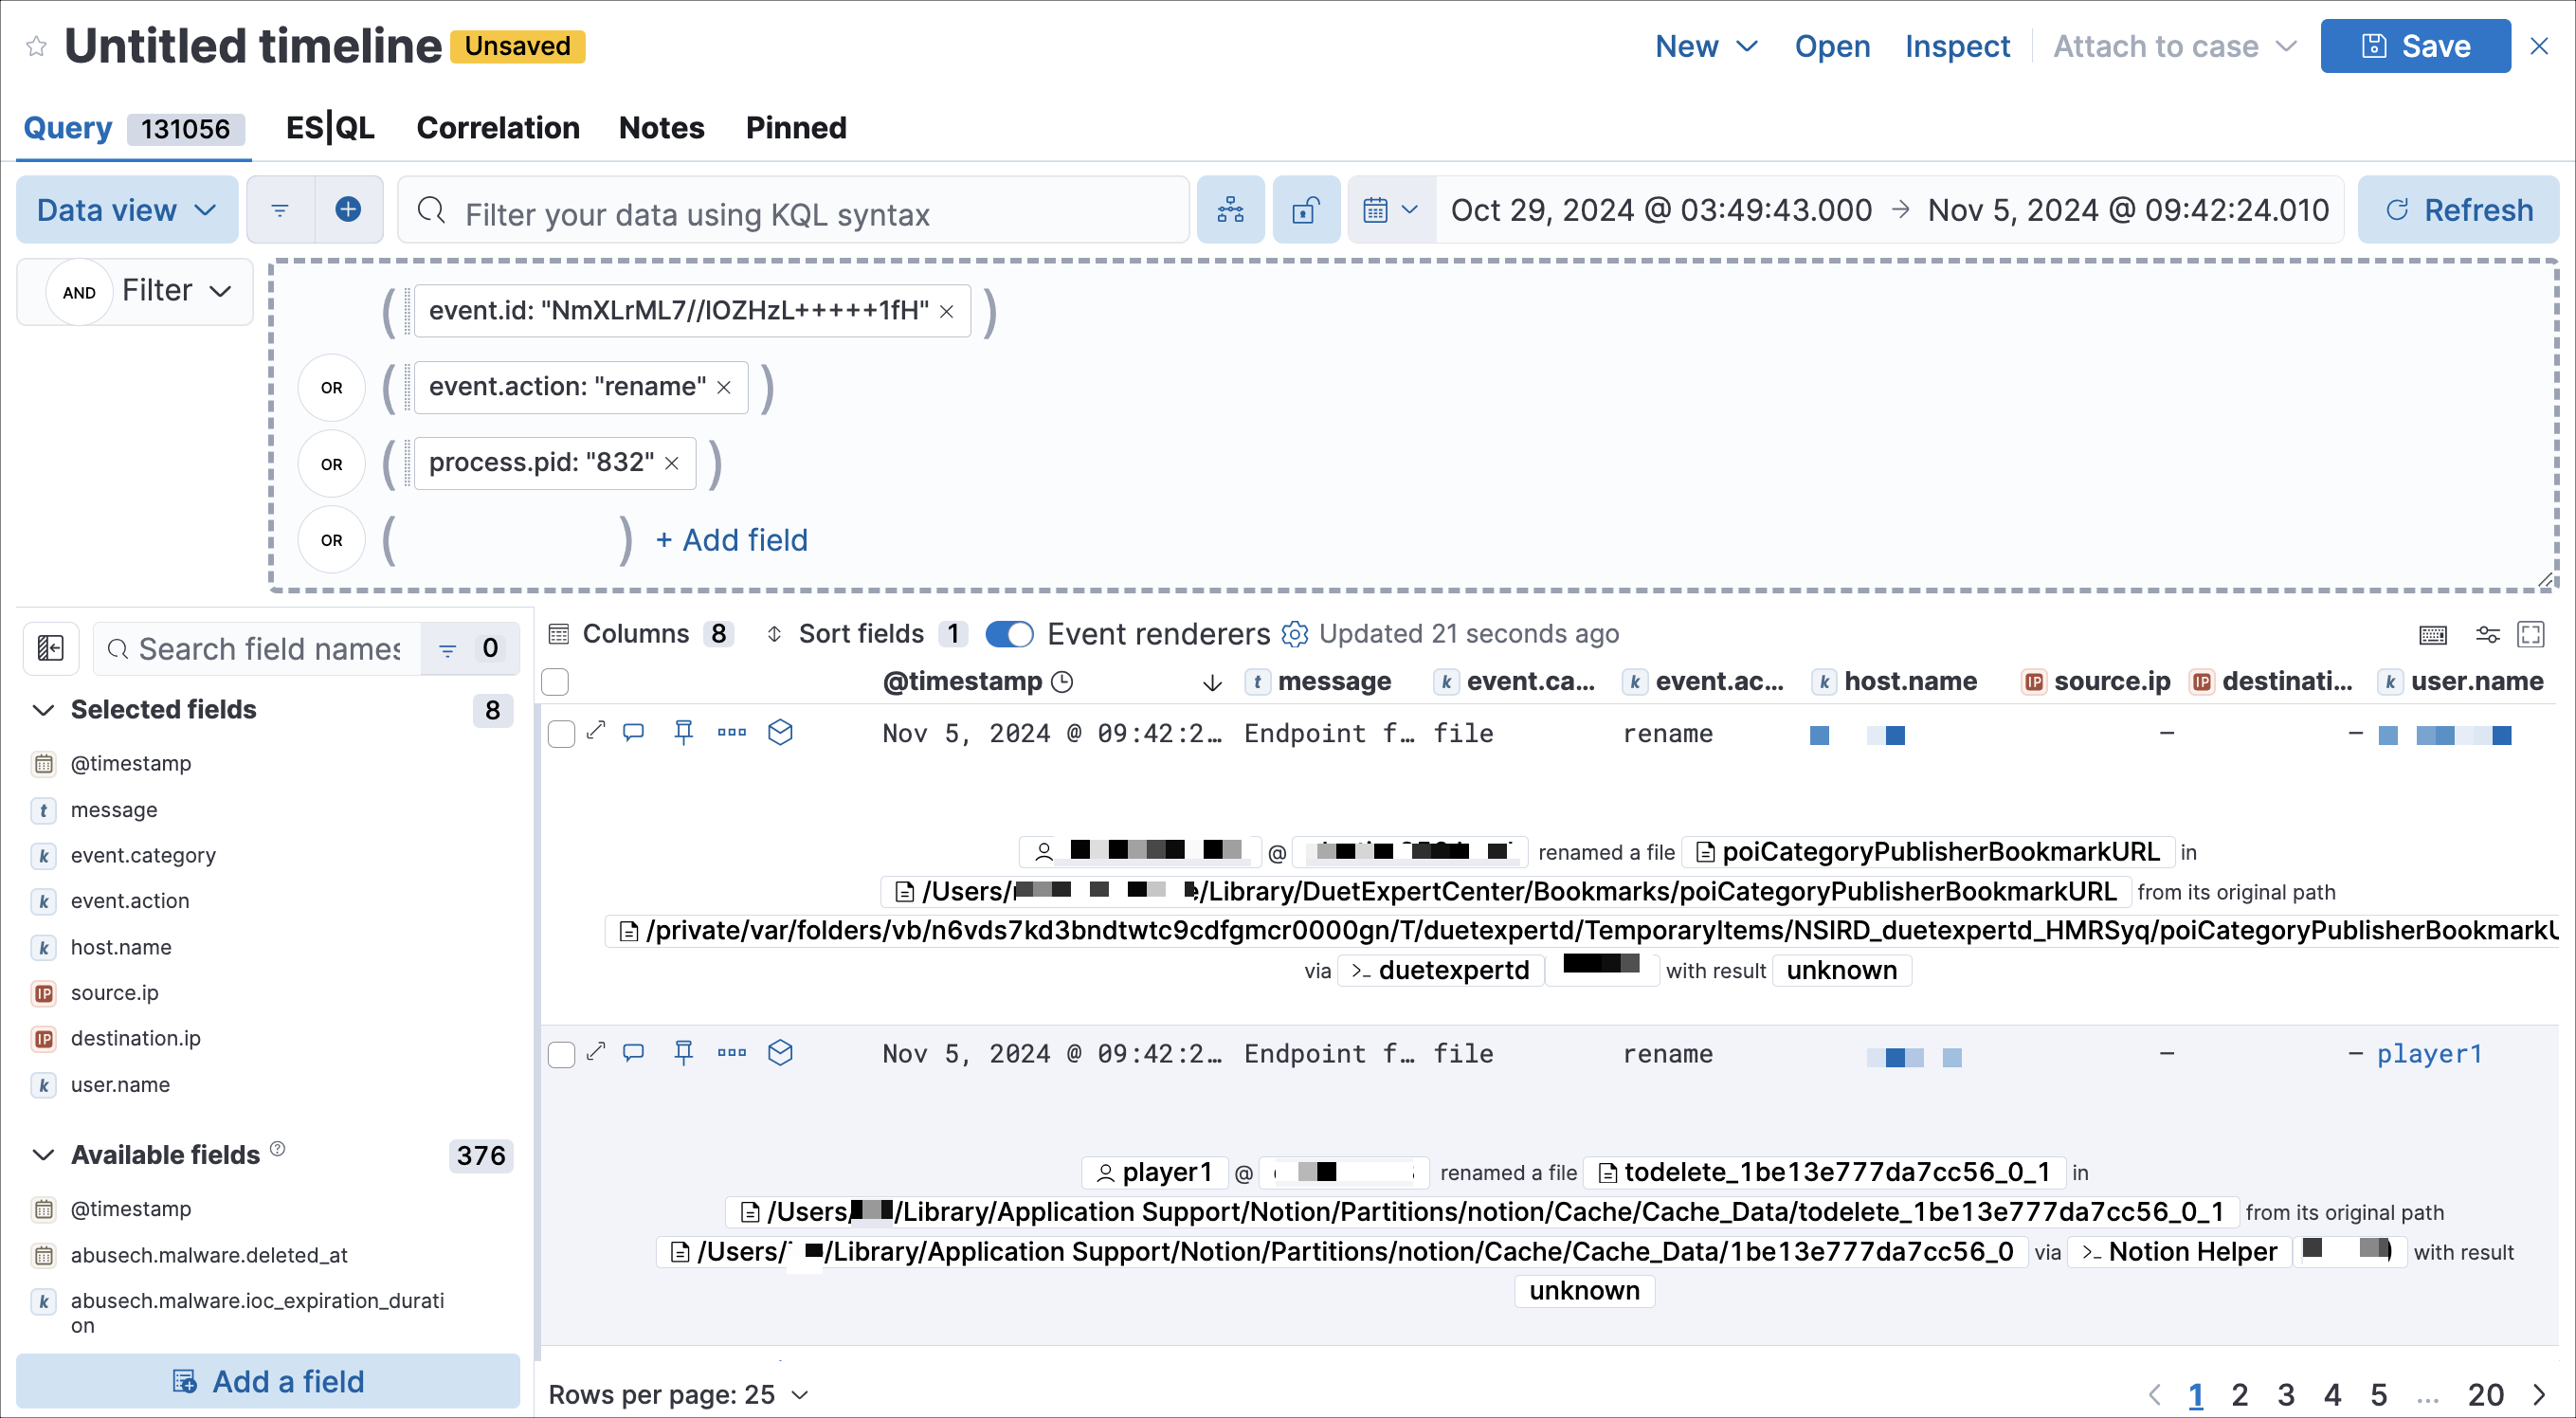 Untitled timeline Unsaved New Open Inspect Attach to case Save
Query 131056 ES|QL Correlation Notes Pinned
Data view Filter your data using KQL syntax Oct 29, 2024 @ 03:49:43.000 → Nov 5, 2024 @ 09:42:24.010 Refresh
AND Filter
( event.id: "NmXLrML7//IOZHzL+++++1fH" × )
OR ( event.action: "rename" × )
OR ( process.pid: "832" × )
OR ( ) + Add field
Search field names 0
Selected fields 8
@timestamp
t message
k event.category
k event.action
k host.name
IP source.ip
IP destination.ip
k user.name
Available fields 376
@timestamp
abusech.malware.deleted_at
k abusech.malware.ioc_expiration_durati
on
Add a field
Columns 8 Sort fields 1 Event renderers Updated 21 seconds ago
@timestamp t message k event.ca... k event.ac... k host.name IP source.ip IP destinati... k user.name
Nov 5, 2024 @ 09:42:2… Endpoint f… file rename — —
@ renamed a file poiCategoryPublisherBookmarkURL in
/Users/ /Library/DuetExpertCenter/Bookmarks/poiCategoryPublisherBookmarkURL from its original path
/private/var/folders/vb/n6vds7kd3bndtwtc9cdfgmcr0000gn/T/duetexpertd/TemporaryItems/NSIRD_duetexpertd_HMRSyq/poiCategoryPublisherBookmarkU
via >_ duetexpertd with result unknown
Nov 5, 2024 @ 09:42:2… Endpoint f… file rename — — player1
player1 @ renamed a file todelete_1be13e777da7cc56_0_1 in
/Users/ /Library/Application Support/Notion/Partitions/notion/Cache/Cache_Data/todelete_1be13e777da7cc56_0_1 from its original path
/Users/ /Library/Application Support/Notion/Partitions/notion/Cache/Cache_Data/1be13e777da7cc56_0 via >_ Notion Helper with result
unknown
Rows per page: 25 < 1 2 3 4 5 ... 20 >